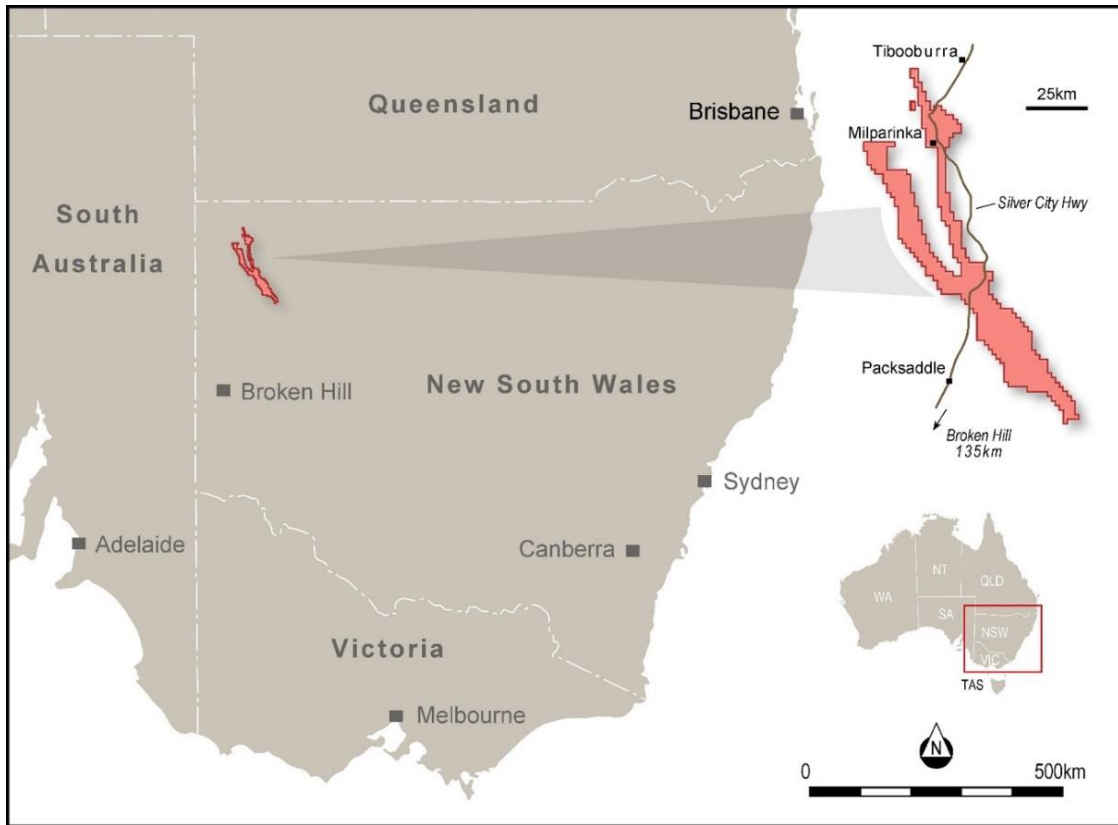 Queensland
Brisbane
South
Australia
Broken Hill
New South Wales
Sydney
Adelaide
Canberra
Victoria
Melbourne
Tibooburra
25km
Milparinka
Silver City Hwy
Packsaddle
Broken Hill
135km
NT
QLD
WA
SA
NSW
VIC
TAS
N
0 500km